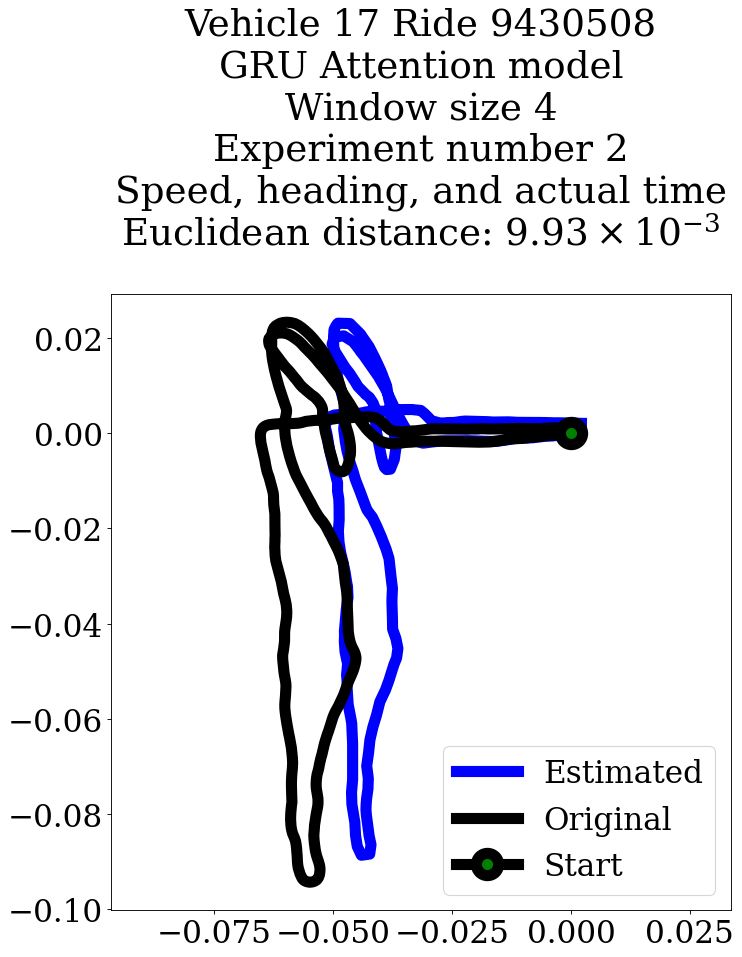 Vehicle 17 Ride 9430508
GRU Attention model
Window size 4
Experiment number 2
Speed, heading, and actual time
Euclidean distance: 9.93 × 10⁻³
0.02
0.00
−0.02
−0.04
−0.06
−0.08
−0.10
Estimated
Original
Start
−0.075 −0.050 −0.025 0.000 0.025